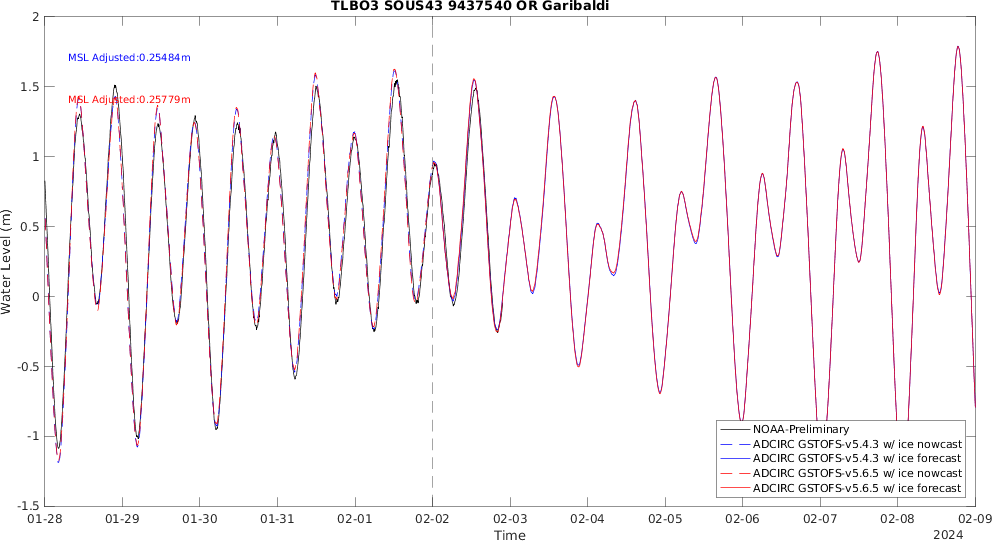 TLBO3 SOUS43 9437540 OR Garibaldi
MSL Adjusted:0.25484m
MSL Adjusted:0.25779m
Water Level (m)
2
1.5
1
0.5
0
-0.5
-1
-1.5
NOAA-Preliminary
ADCIRC GSTOFS-v5.4.3 w/ ice nowcast
ADCIRC GSTOFS-v5.4.3 w/ ice forecast
ADCIRC GSTOFS-v5.6.5 w/ ice nowcast
ADCIRC GSTOFS-v5.6.5 w/ ice forecast
01-28 01-29 01-30 01-31 02-01 02-02 02-03 02-04 02-05 02-06 02-07 02-08 02-09
Time
2024